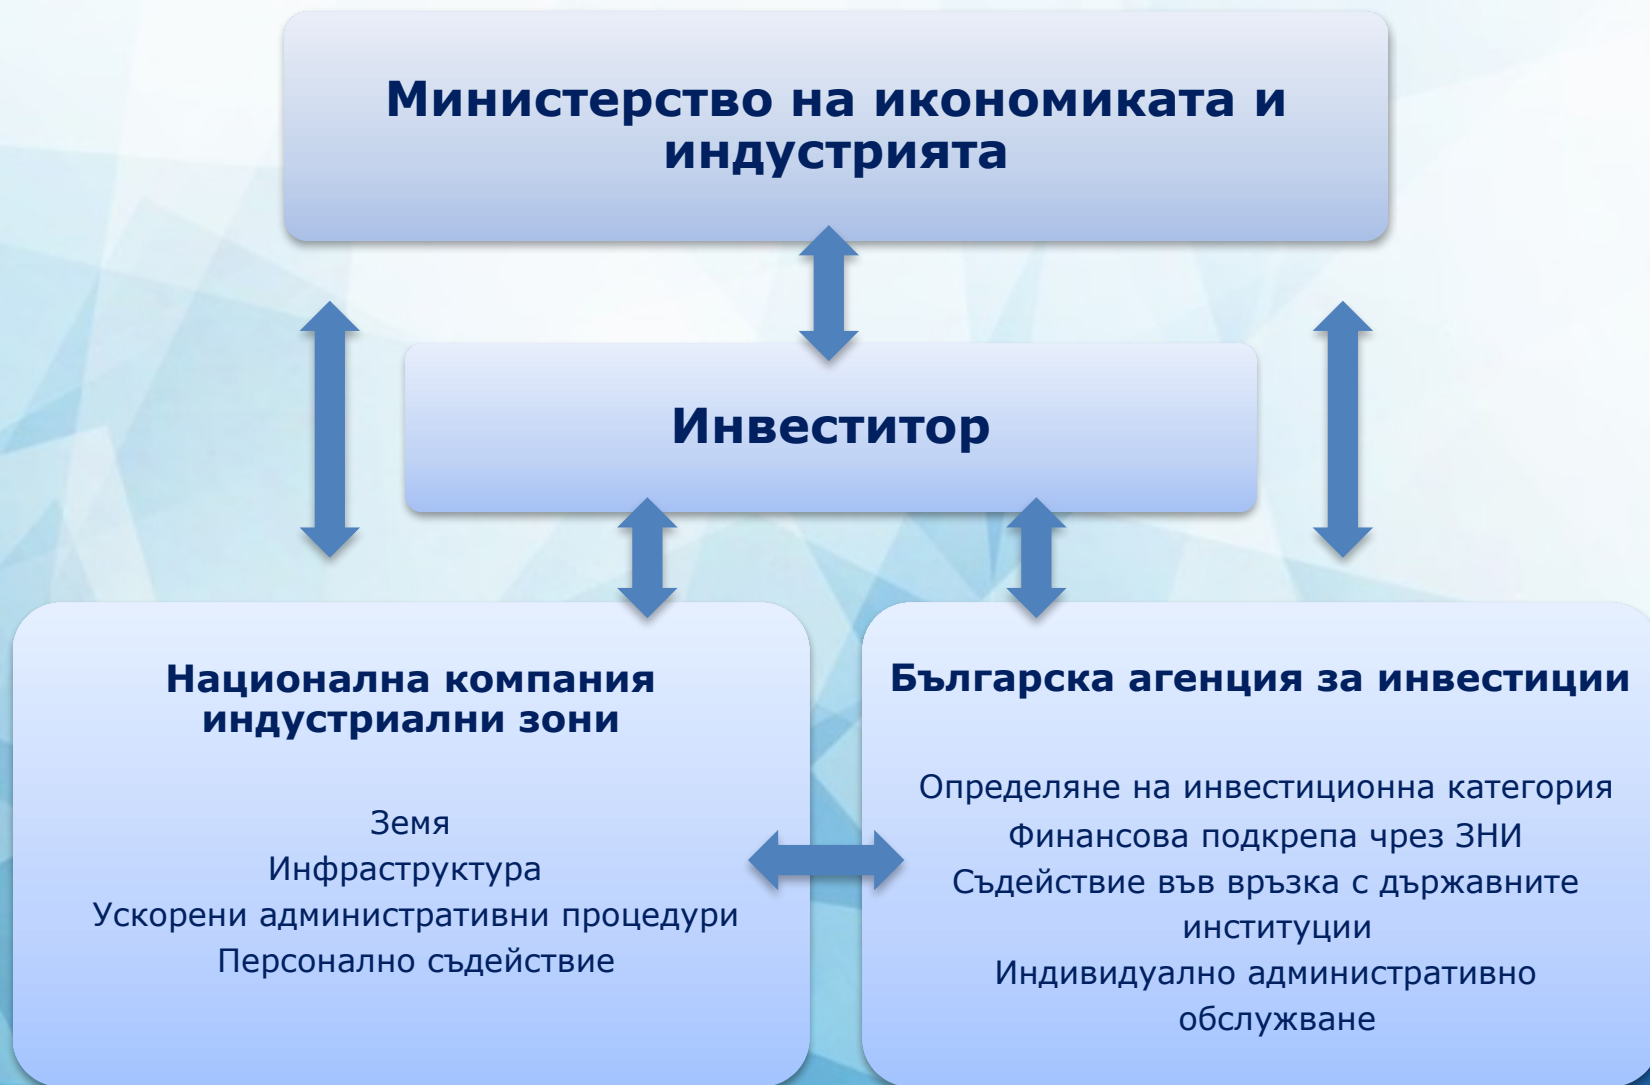 Министерство на икономиката и
индустрията
Инвеститор
Национална компания
индустриални зони
Земя
Инфраструктура
Ускорени административни процедури
Персонално съдействие
Българска агенция за инвестиции
Определяне на инвестиционна категория
Финансова подкрепа чрез ЗНИ
Съдействие във връзка с държавните
институции
Индивидуално административно
обслужване